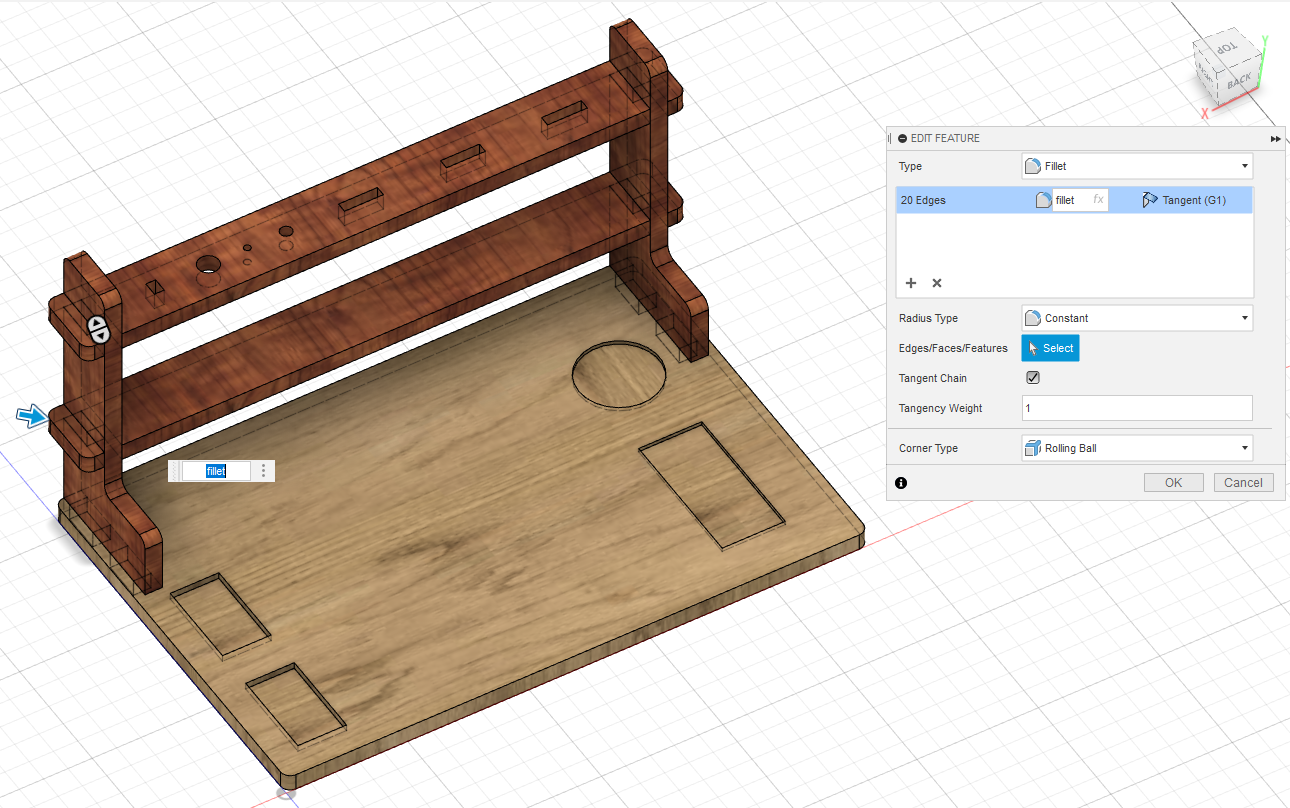 TOP
BACK
Y
X
EDIT FEATURE
Type Fillet
20 Edges fillet fx Tangent (G1)
Radius Type Constant
Edges/Faces/Features Select
Tangent Chain
Tangency Weight 1
Corner Type Rolling Ball
OK Cancel
fillet